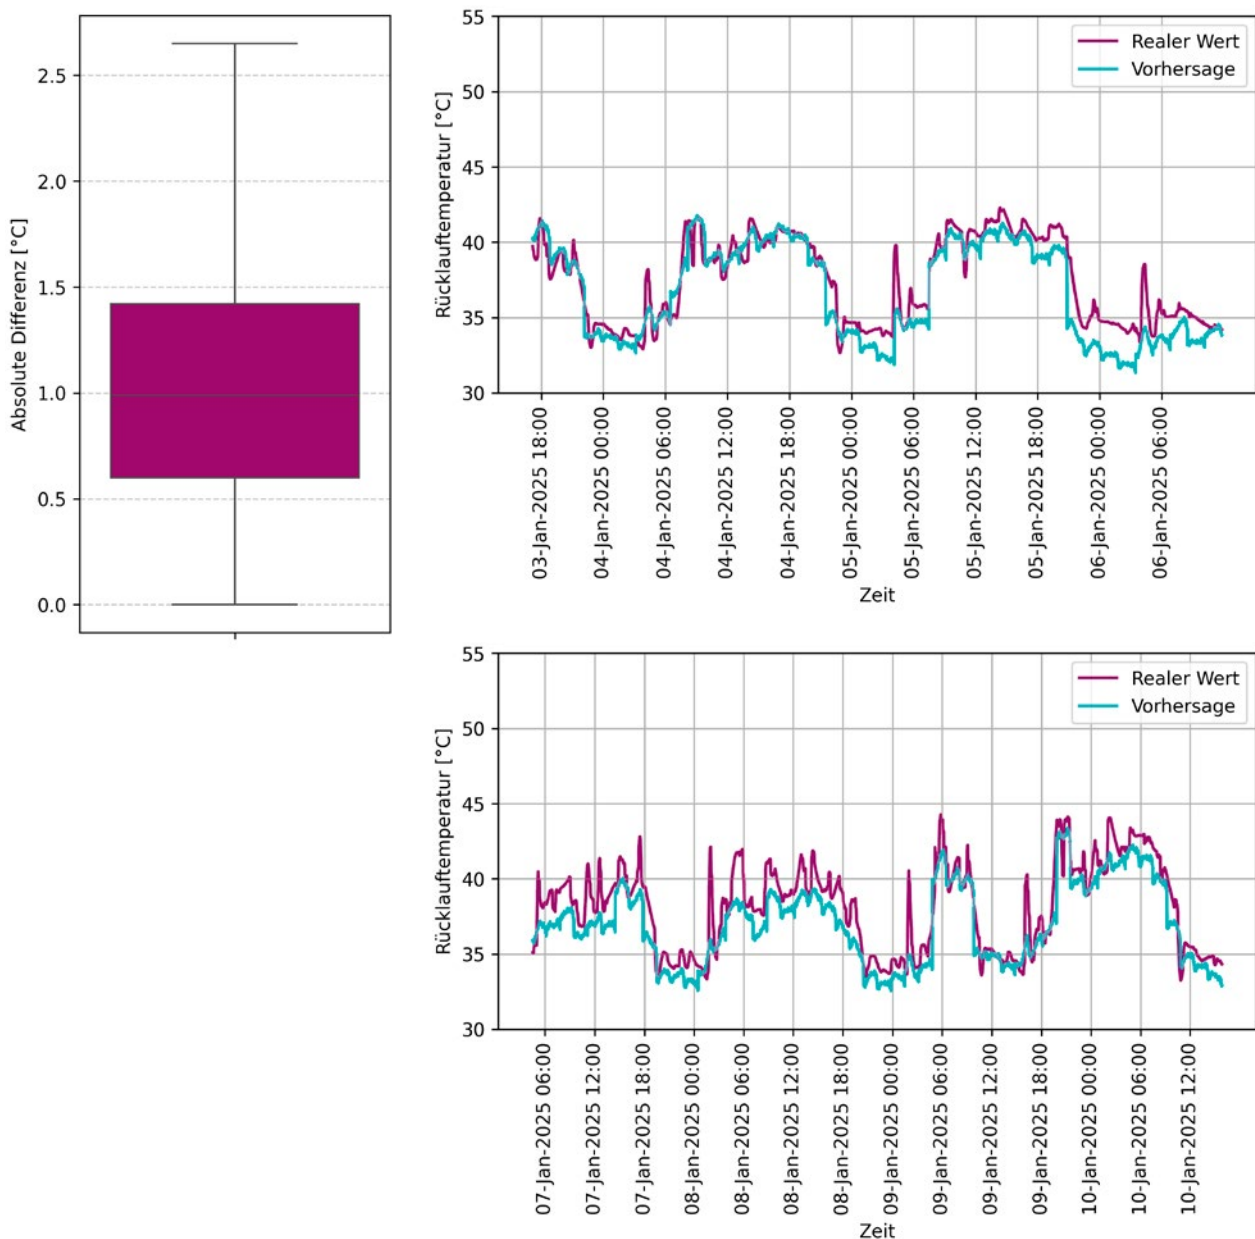 Absolute Differenz [°C]
2.5
2.0
1.5
1.0
0.5
0.0
Rücklauftemperatur [°C]
55
50
45
40
35
30
Realer Wert
Vorhersage
03-Jan-2025 18:00
04-Jan-2025 00:00
04-Jan-2025 06:00
04-Jan-2025 12:00
04-Jan-2025 18:00
05-Jan-2025 00:00
05-Jan-2025 06:00
05-Jan-2025 12:00
05-Jan-2025 18:00
06-Jan-2025 00:00
06-Jan-2025 06:00
Zeit
Rücklauftemperatur [°C]
55
50
45
40
35
30
Realer Wert
Vorhersage
07-Jan-2025 06:00
07-Jan-2025 12:00
07-Jan-2025 18:00
08-Jan-2025 00:00
08-Jan-2025 06:00
08-Jan-2025 12:00
08-Jan-2025 18:00
09-Jan-2025 00:00
09-Jan-2025 06:00
09-Jan-2025 12:00
09-Jan-2025 18:00
10-Jan-2025 00:00
10-Jan-2025 06:00
10-Jan-2025 12:00
Zeit